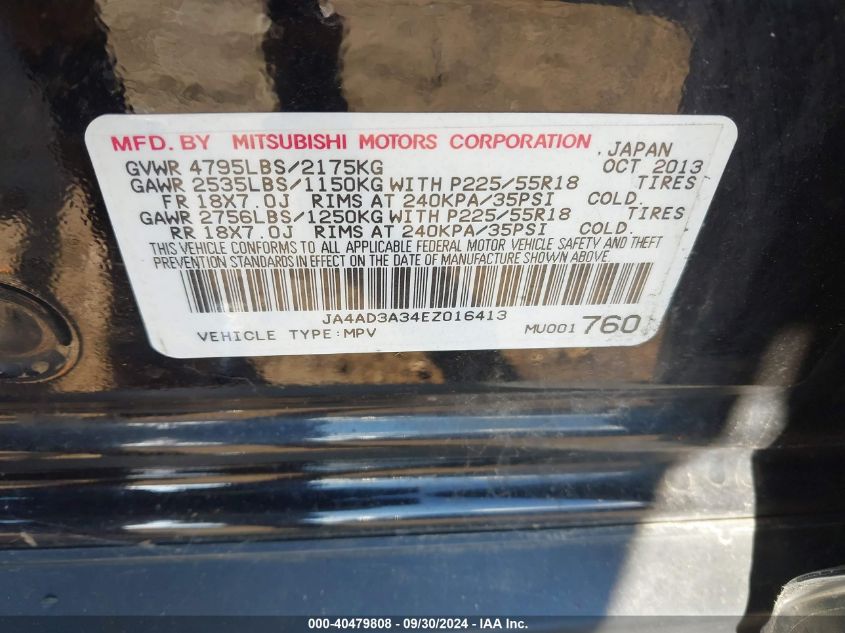 MFD. BY MITSUBISHI MOTORS CORPORATION , JAPAN
GVWR 4795LBS/2175KG OCT 2013
GAWR 2535LBS/1150KG WITH P225/55R18 TIRES
FR 18X7.0J RIMS AT 240KPA/35PSI COLD.
GAWR 2756LBS/1250KG WITH P225/55R18 TIRES
RR 18X7.0J RIMS AT 240KPA/35PSI COLD.
THIS VEHICLE CONFORMS TO ALL APPLICABLE FEDERAL MOTOR VEHICLE SAFETY AND THEFT
PREVENTION STANDARDS IN EFFECT ON THE DATE OF MANUFACTURE SHOWN ABOVE.
JA4AD3A34EZ016413
VEHICLE TYPE:MPV MU001 760
000-40479808 - 09/30/2024 - IAA Inc.